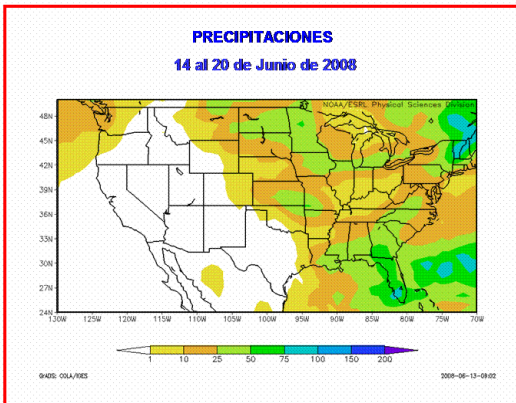 PRECIPITACIONES
14 al 20 de Junio de 2008
NOAA/ESRL Physical Sciences Division
48N
45N
42N
39N
36N
33N
30N
27N
24N
130W 125W 120W 115W 110W 105W 100W 95W 90W 85W 80W 75W 70W
1 10 25 50 75 100 150 200
GrADS: COLA/IGES 2008-06-13-08:02